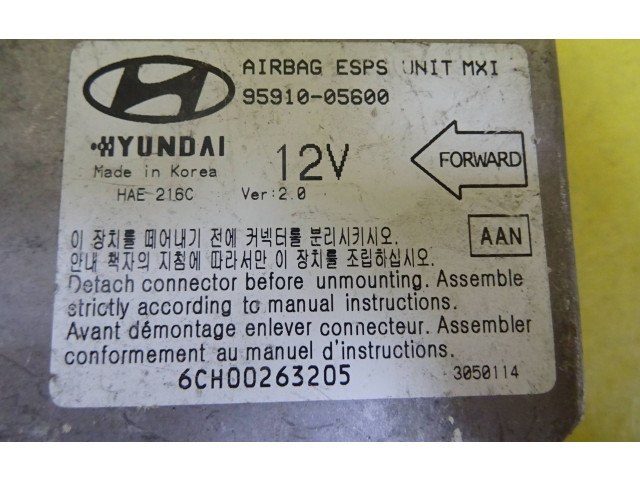 AIRBAG ESPS UNIT MXI
95910-05600
HYUNDAI
Made in Korea
12V
FORWARD
HAE 216C Ver:2.0
AAN
이 장치를 떼어내기 전에 커넥터를 분리시키시오.
안내 책자의 지침에 따라서만 이 장치를 조립하십시오.
Detach connector before unmounting. Assemble
strictly according to manual instructions.
Avant démontage enlever connecteur. Assembler
conformement au manuel d'instructions.
6CH00263205 3050114